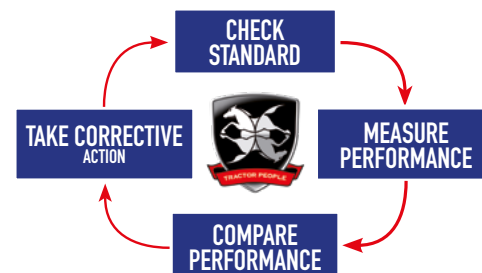 CHECK
STANDARD
MEASURE
PERFORMANCE
COMPARE
PERFORMANCE
TAKE CORRECTIVE
ACTION
TRACTOR PEOPLE